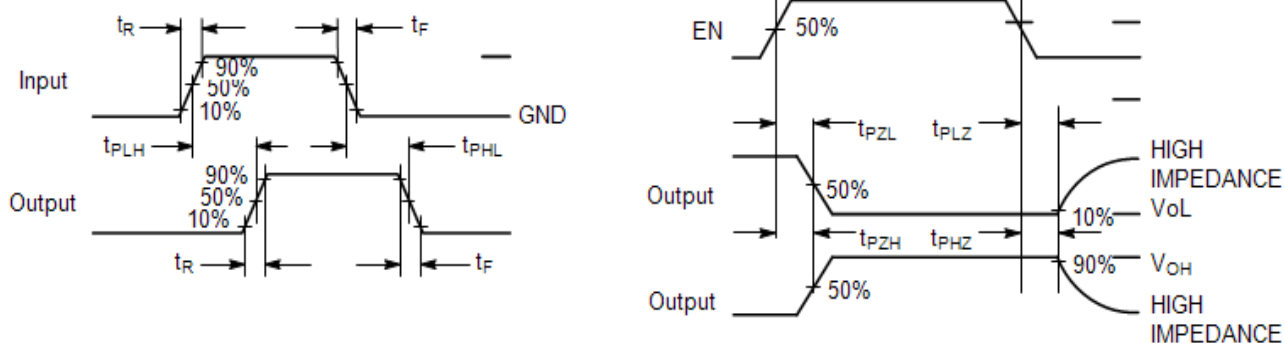 tR tF
Input 90%
50%
10%
GND
tPLH tPHL
Output 90%
50%
10%
tR tF
EN 50%
tPZL tPLZ
HIGH
IMPEDANCE
Output 50%
10% VoL
tPZH tPHZ
90% VOH
Output 50%
HIGH
IMPEDANCE